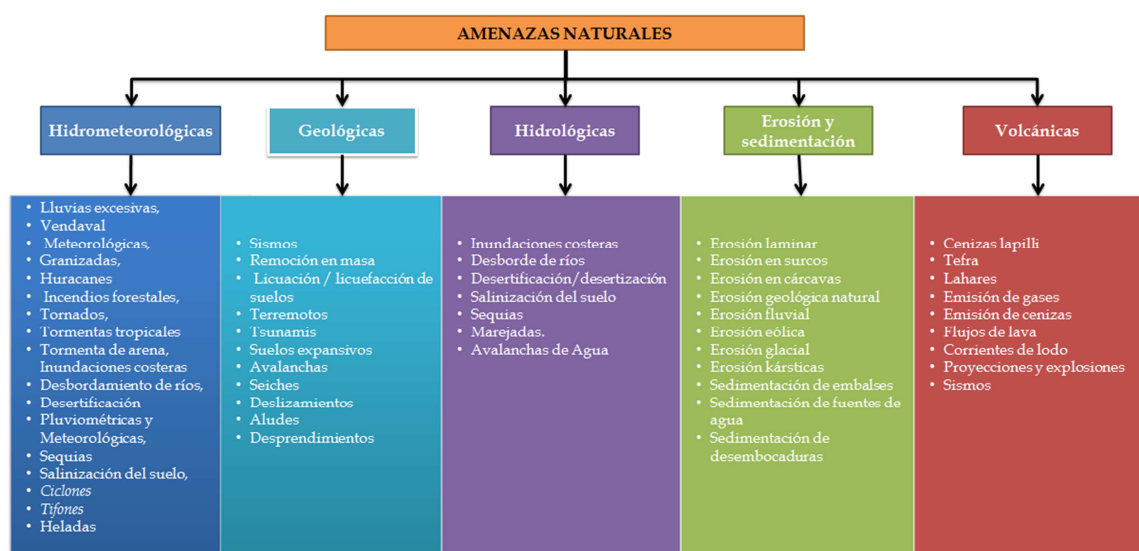 AMENAZAS NATURALES
Hidrometeorológicas
Geológicas
Hidrológicas
Erosión y
sedimentación
Volcánicas
• Lluvias excesivas,
• Vendaval
• Meteorológicas,
• Granizadas,
• Huracanes
• Incendios forestales,
• Tornados,
• Tormentas tropicales
• Tormenta de arena,
Inundaciones costeras
• Desbordamiento de ríos,
• Desertificación
• Pluviométricas y
Meteorológicas,
• Sequias
• Salinización del suelo,
• Ciclones
• Tifones
• Heladas
• Sismos
• Remoción en masa
• Licuación / licuefacción de
suelos
• Terremotos
• Tsunamis
• Suelos expansivos
• Avalanchas
• Seiches
• Deslizamientos
• Aludes
• Desprendimientos
• Inundaciones costeras
• Desborde de ríos
• Desertificación/desertización
• Salinización del suelo
• Sequias
• Marejadas.
• Avalanchas de Agua
• Erosión laminar
• Erosión en surcos
• Erosión en cárcavas
• Erosión geológica natural
• Erosión fluvial
• Erosión eólica
• Erosión glacial
• Erosión kársticas
• Sedimentación de embalses
• Sedimentación de fuentes de
agua
• Sedimentación de
desembocaduras
• Cenizas lapilli
• Tefra
• Lahares
• Emisión de gases
• Emisión de cenizas
• Flujos de lava
• Corrientes de lodo
• Proyecciones y explosiones
• Sismos